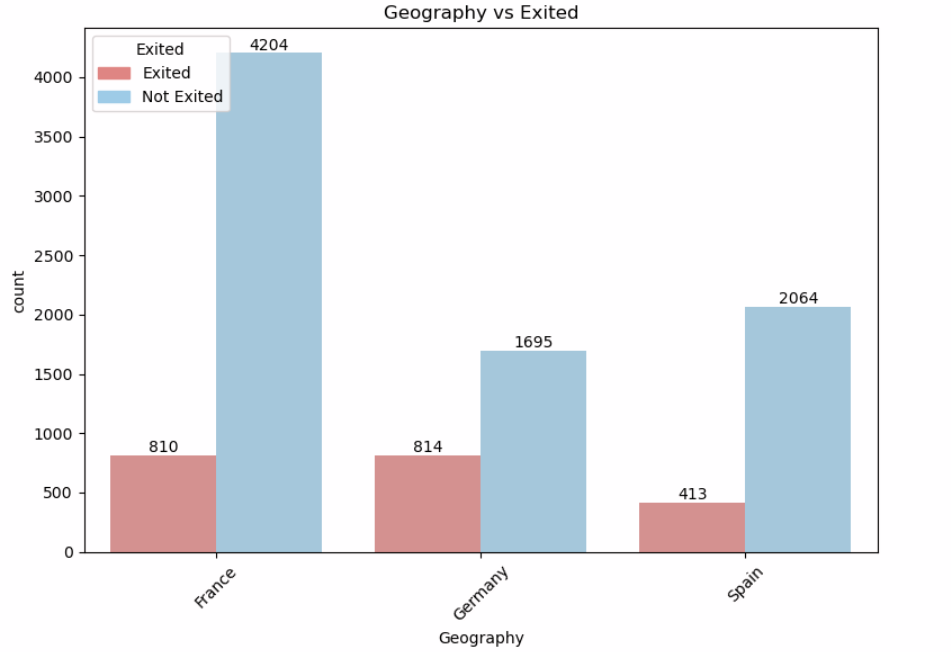 Geography vs Exited
Exited
Exited
Not Exited
4204
810
1695
814
2064
413
4000
3500
3000
2500
2000
1500
1000
500
0
count
France
Germany
Spain
Geography